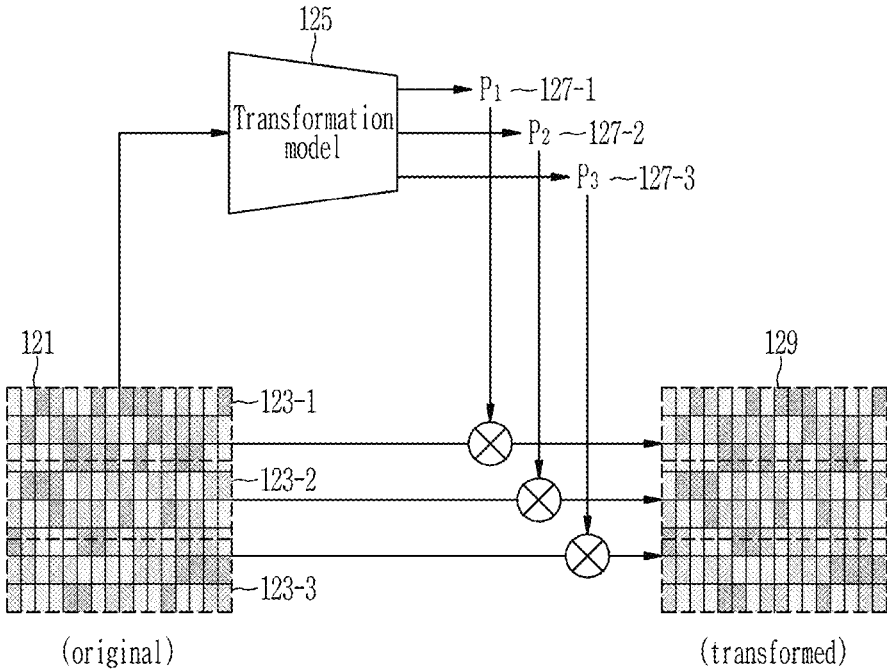 125
Transformation
model
P1 127-1
P2 127-2
P3 127-3
121
129
123-1
123-2
123-3
(original)
(transformed)